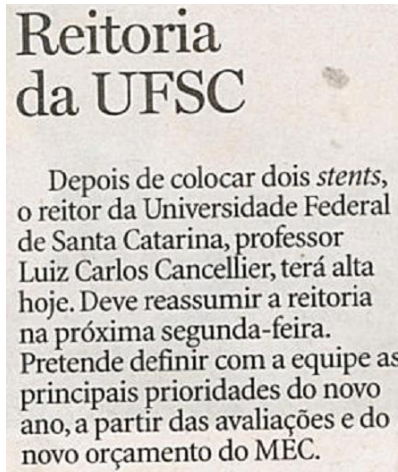 Reitoria
da UFSC
Depois de colocar dois stents,
o reitor da Universidade Federal
de Santa Catarina, professor
Luiz Carlos Cancellier, terá alta
hoje. Deve reassumir a reitoria
na próxima segunda-feira.
Pretende definir com a equipe as
principais prioridades do novo
ano, a partir das avaliações e do
novo orçamento do MEC.